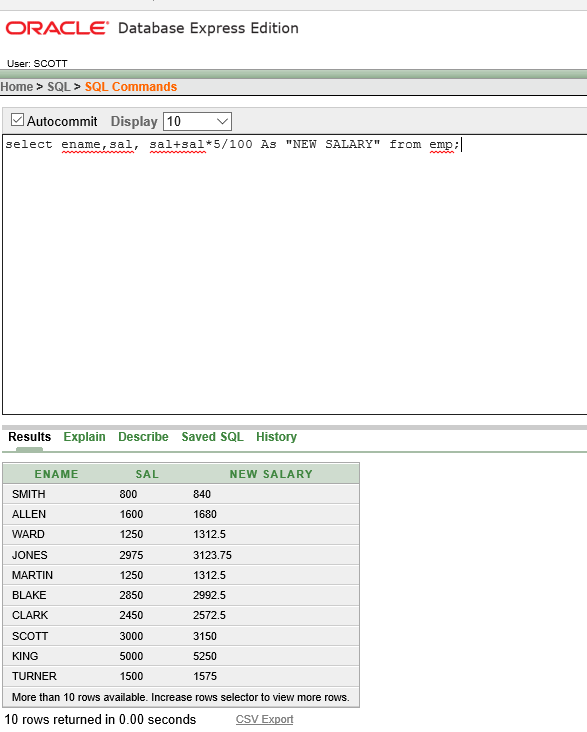 ORACLE® Database Express Edition
User: SCOTT
Home > SQL > SQL Commands
Autocommit Display 10
select ename,sal, sal+sal*5/100 As "NEW SALARY" from emp;
Results Explain Describe Saved SQL History
ENAME SAL NEW SALARY
SMITH 800 840
ALLEN 1600 1680
WARD 1250 1312.5
JONES 2975 3123.75
MARTIN 1250 1312.5
BLAKE 2850 2992.5
CLARK 2450 2572.5
SCOTT 3000 3150
KING 5000 5250
TURNER 1500 1575
More than 10 rows available. Increase rows selector to view more rows.
10 rows returned in 0.00 seconds CSV Export